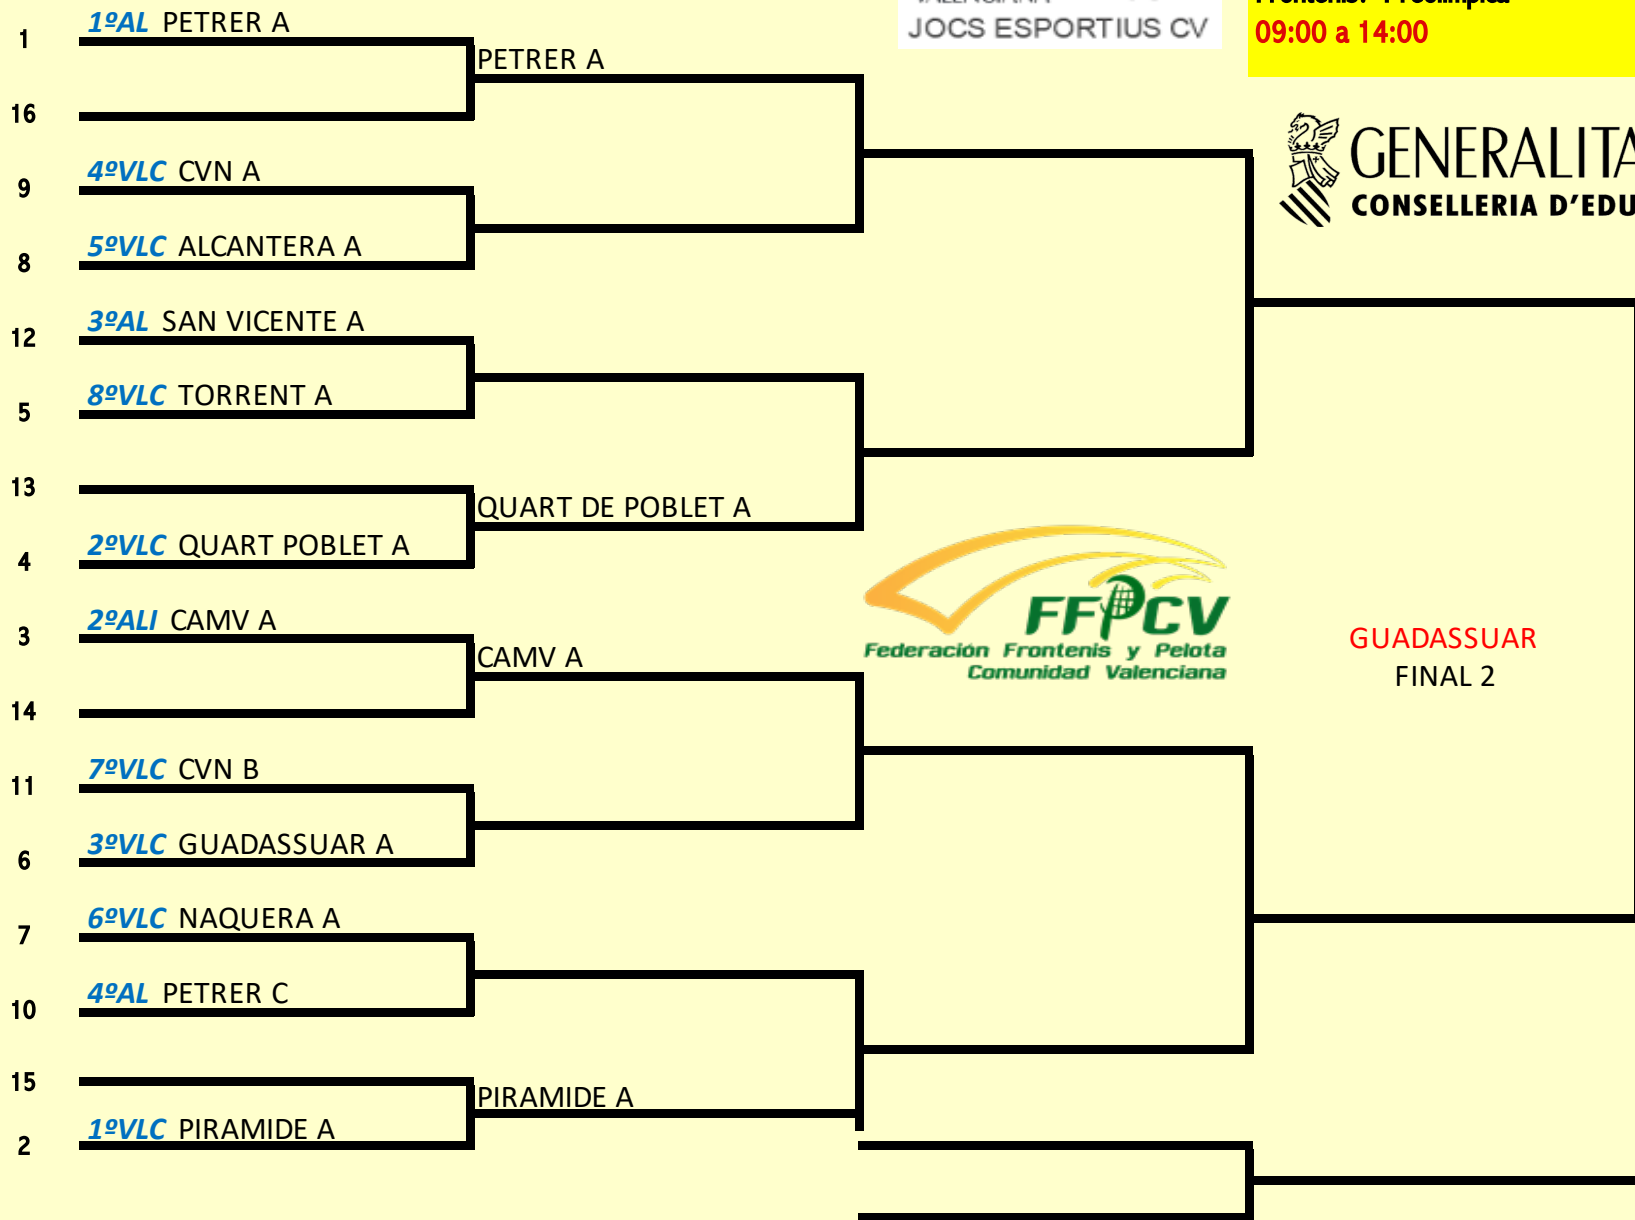 JOCS ESPORTIUS CV
09:00 a 14:00
1 1ºAL PETRER A
PETRER A
16
GENERALITA
CONSELLERIA D'EDU
9 4ºVLC CVN A
8 5ºVLC ALCANTERA A
12 3ºAL SAN VICENTE A
5 8ºVLC TORRENT A
13
QUART DE POBLET A
4 2ºVLC QUART POBLET A
FFPCV
Federación Frontenis y Pelota
Comunidad Valenciana
3 2ºALI CAMV A
CAMV A
GUADASSUAR
FINAL 2
14
11 7ºVLC CVN B
6 3ºVLC GUADASSUAR A
7 6ºVLC NAQUERA A
10 4ºAL PETRER C
15
PIRAMIDE A
2 1ºVLC PIRAMIDE A